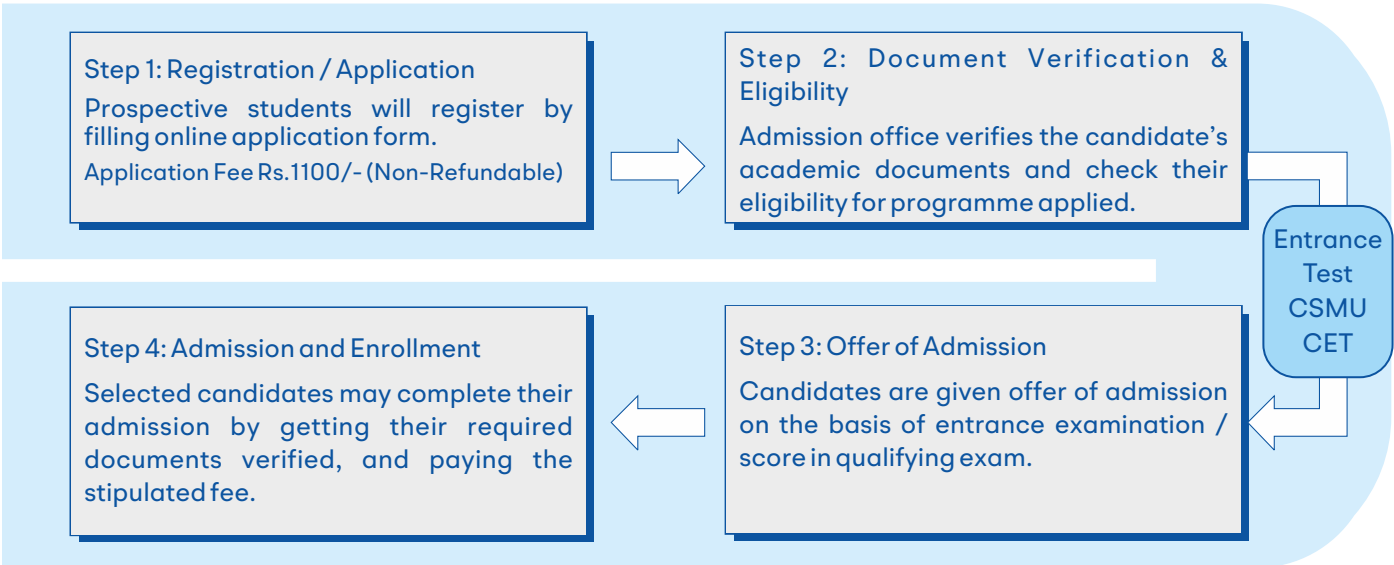 Step 1: Registration / Application
Prospective students will register by
filling online application form.
Application Fee Rs.1100/- (Non-Refundable)
Step 2: Document Verification &
Eligibility
Admission office verifies the candidate's
academic documents and check their
eligibility for programme applied.
Entrance
Test
CSMU
CET
Step 3: Offer of Admission
Candidates are given offer of admission
on the basis of entrance examination /
score in qualifying exam.
Step 4: Admission and Enrollment
Selected candidates may complete their
admission by getting their required
documents verified, and paying the
stipulated fee.